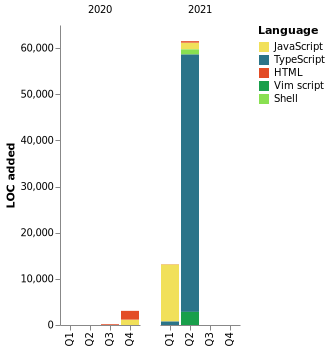 2020 2021
Language
JavaScript
TypeScript
HTML
Vim script
Shell
LOC added
60,000
50,000
40,000
30,000
20,000
10,000
0
Q1 Q2 Q3 Q4 Q1 Q2 Q3 Q4